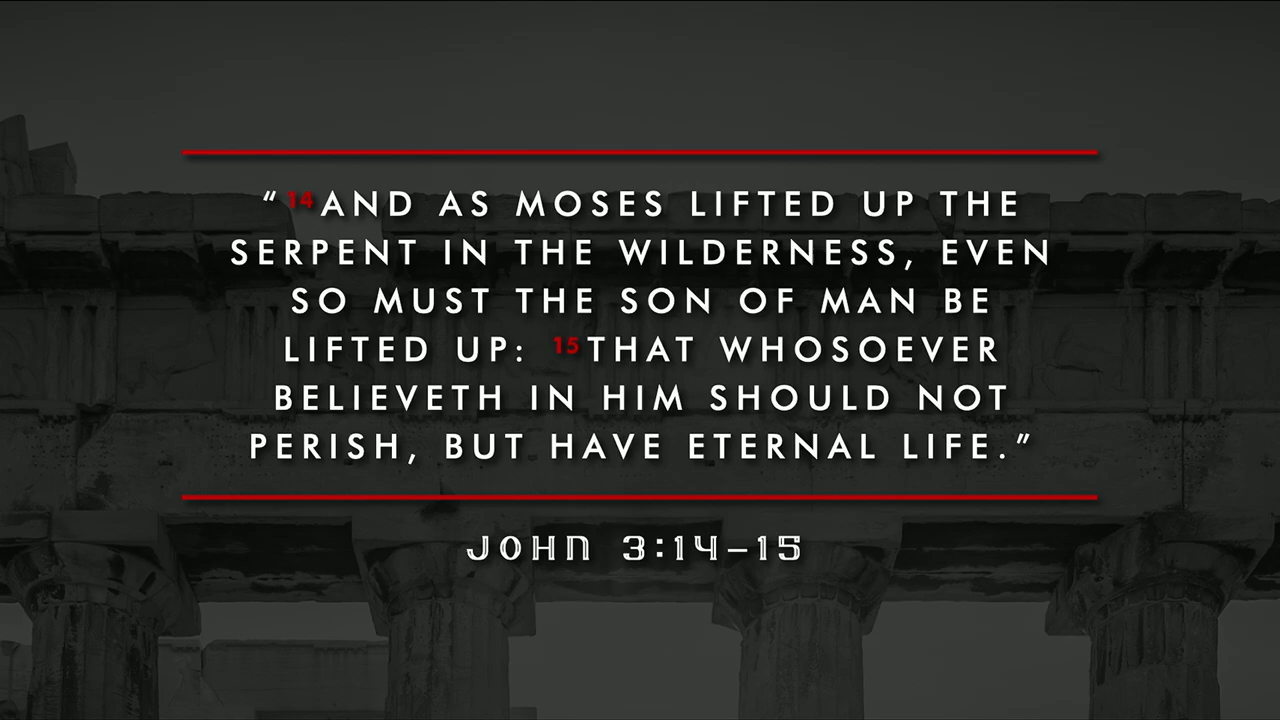 “14AND AS MOSES LIFTED UP THE
SERPENT IN THE WILDERNESS, EVEN
SO MUST THE SON OF MAN BE
LIFTED UP: 15THAT WHOSOEVER
BELIEVETH IN HIM SHOULD NOT
PERISH, BUT HAVE ETERNAL LIFE.”
JOHN 3:14–15